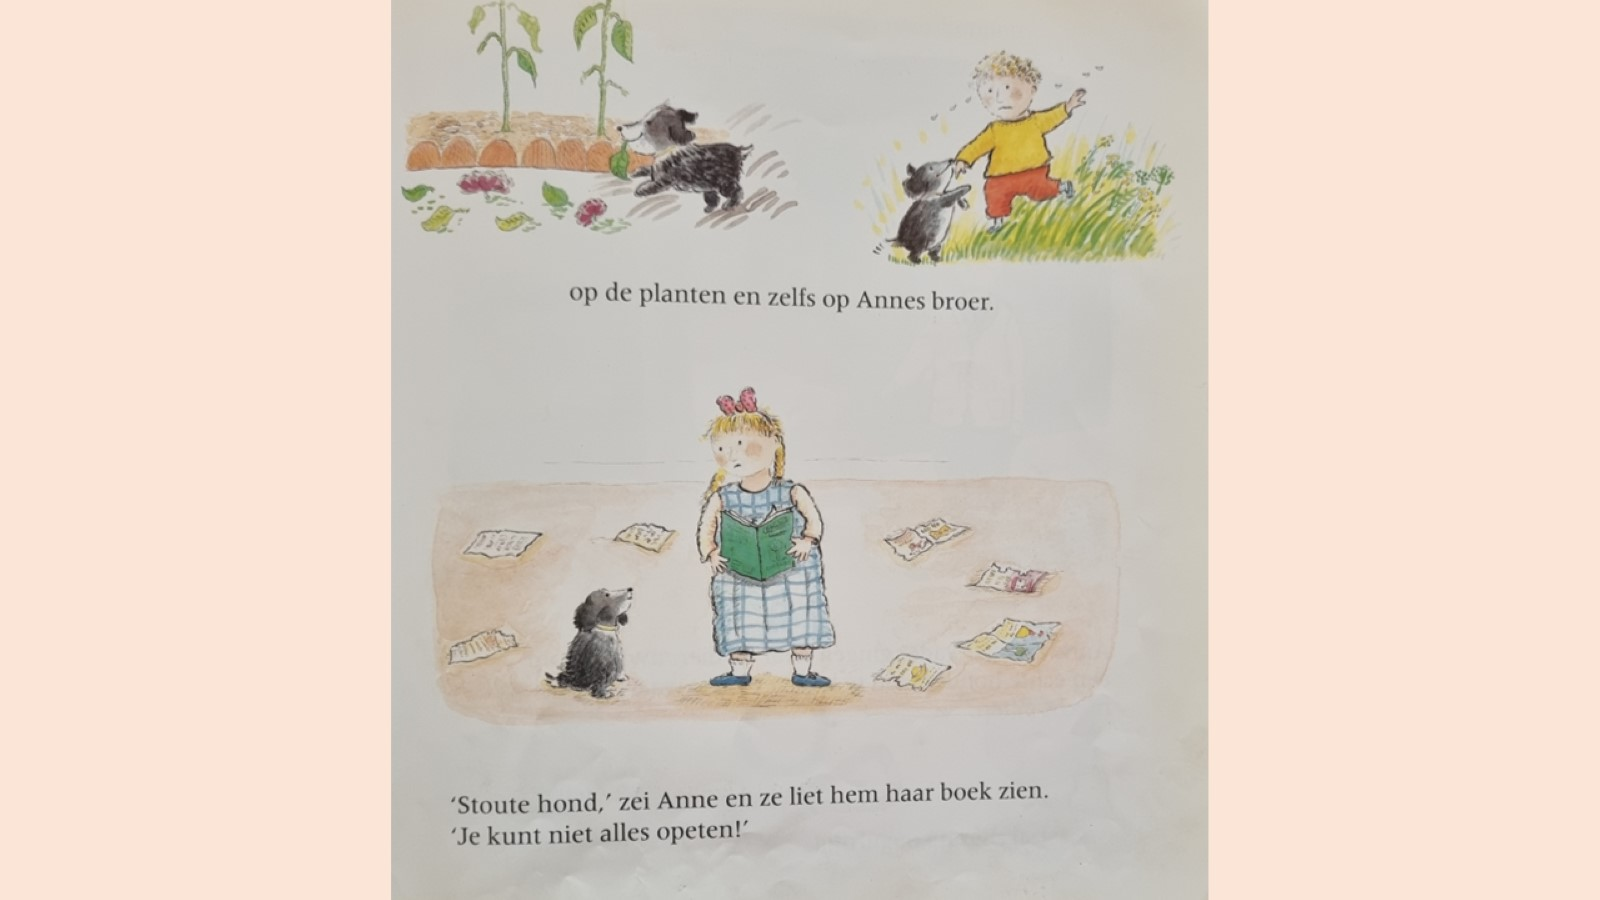 op de planten en zelfs op Annes broer.
‘Stoute hond,’ zei Anne en ze liet hem haar boek zien.
‘Je kunt niet alles opeten!’